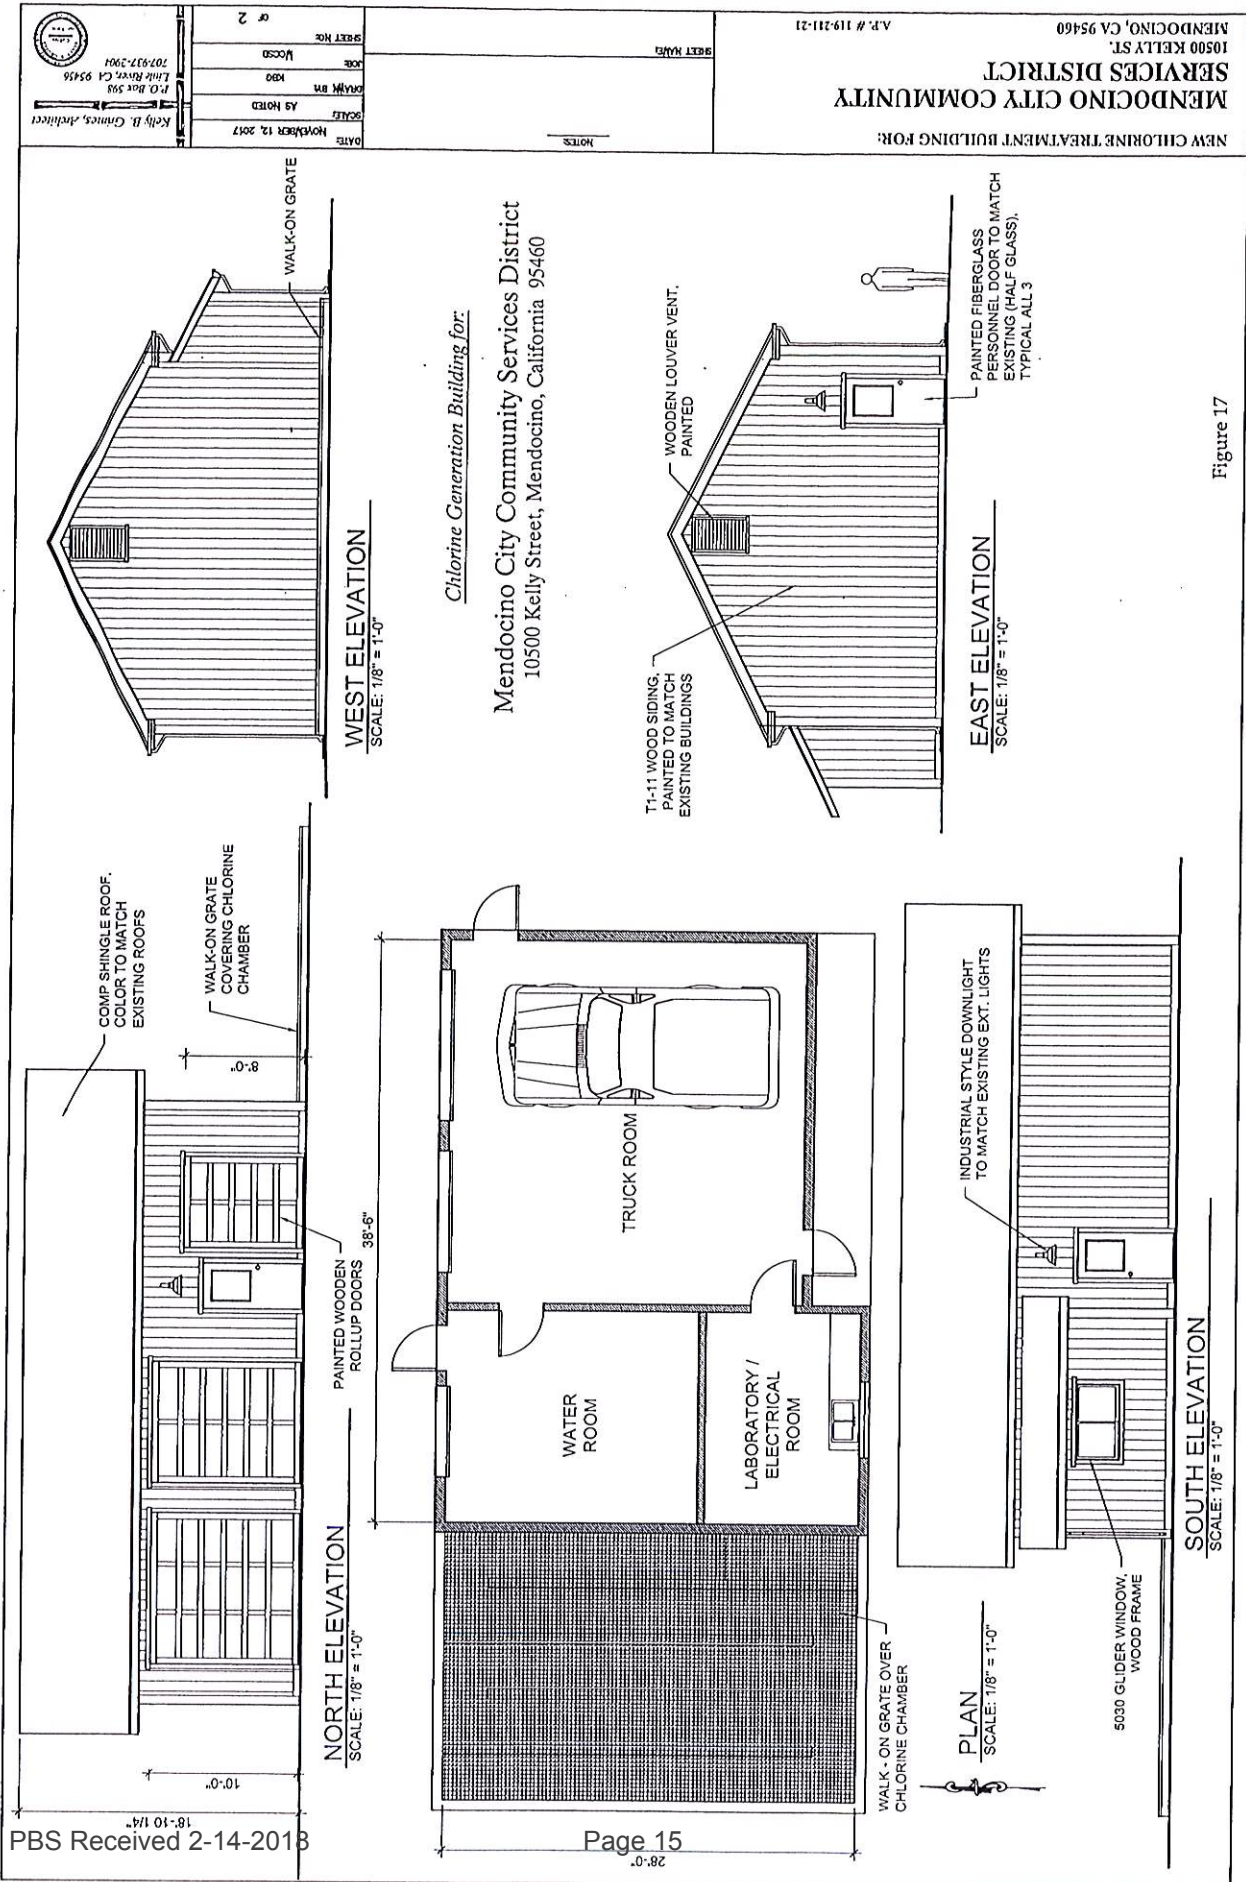 COMP SHINGLE ROOF,
COLOR TO MATCH
EXISTING ROOFS
WALK-ON GRATE
COVERING CHLORINE
CHAMBER
8'-0"
10'-0"
18'-10 1/4"
PAINTED WOODEN
ROLLUP DOORS
NORTH ELEVATION
SCALE: 1/8" = 1'-0"
WALK-ON GRATE
WEST ELEVATION
SCALE: 1/8" = 1'-0"
Chlorine Generation Building for:
Mendocino City Community Services District
10500 Kelly Street, Mendocino, California 95460
38'-6"
28'-0"
TRUCK ROOM
WATER
ROOM
LABORATORY /
ELECTRICAL
ROOM
WALK - ON GRATE OVER
CHLORINE CHAMBER
PLAN
SCALE: 1/8" = 1'-0"
WOODEN LOUVER VENT,
PAINTED
T1-11 WOOD SIDING,
PAINTED TO MATCH
EXISTING BUILDINGS
PAINTED FIBERGLASS
PERSONNEL DOOR TO MATCH
EXISTING (HALF GLASS),
TYPICAL ALL 3
EAST ELEVATION
SCALE: 1/8" = 1'-0"
INDUSTRIAL STYLE DOWNLIGHT
TO MATCH EXISTING EXT. LIGHTS
5030 GLIDER WINDOW,
WOOD FRAME
SOUTH ELEVATION
SCALE: 1/8" = 1'-0"
Figure 17
NEW CHLORINE TREATMENT BUILDING FOR:
MENDOCINO CITY COMMUNITY
SERVICES DISTRICT
10500 KELLY ST.
MENDOCINO, CA 95460
A.P. # 119-211-21
NOTES:
SHEET NAME:
DATE:
NOVEMBER 12, 2017
SCALE:
AS NOTED
DRAWN BY:
KBG
JOB:
MCCSD
SHEET NO:
OF 2
Kelly B. Grimes, Architect
P.O. Box 598
Little River, CA 95456
707-937-2904
PBS Received 2-14-2018
Page 15